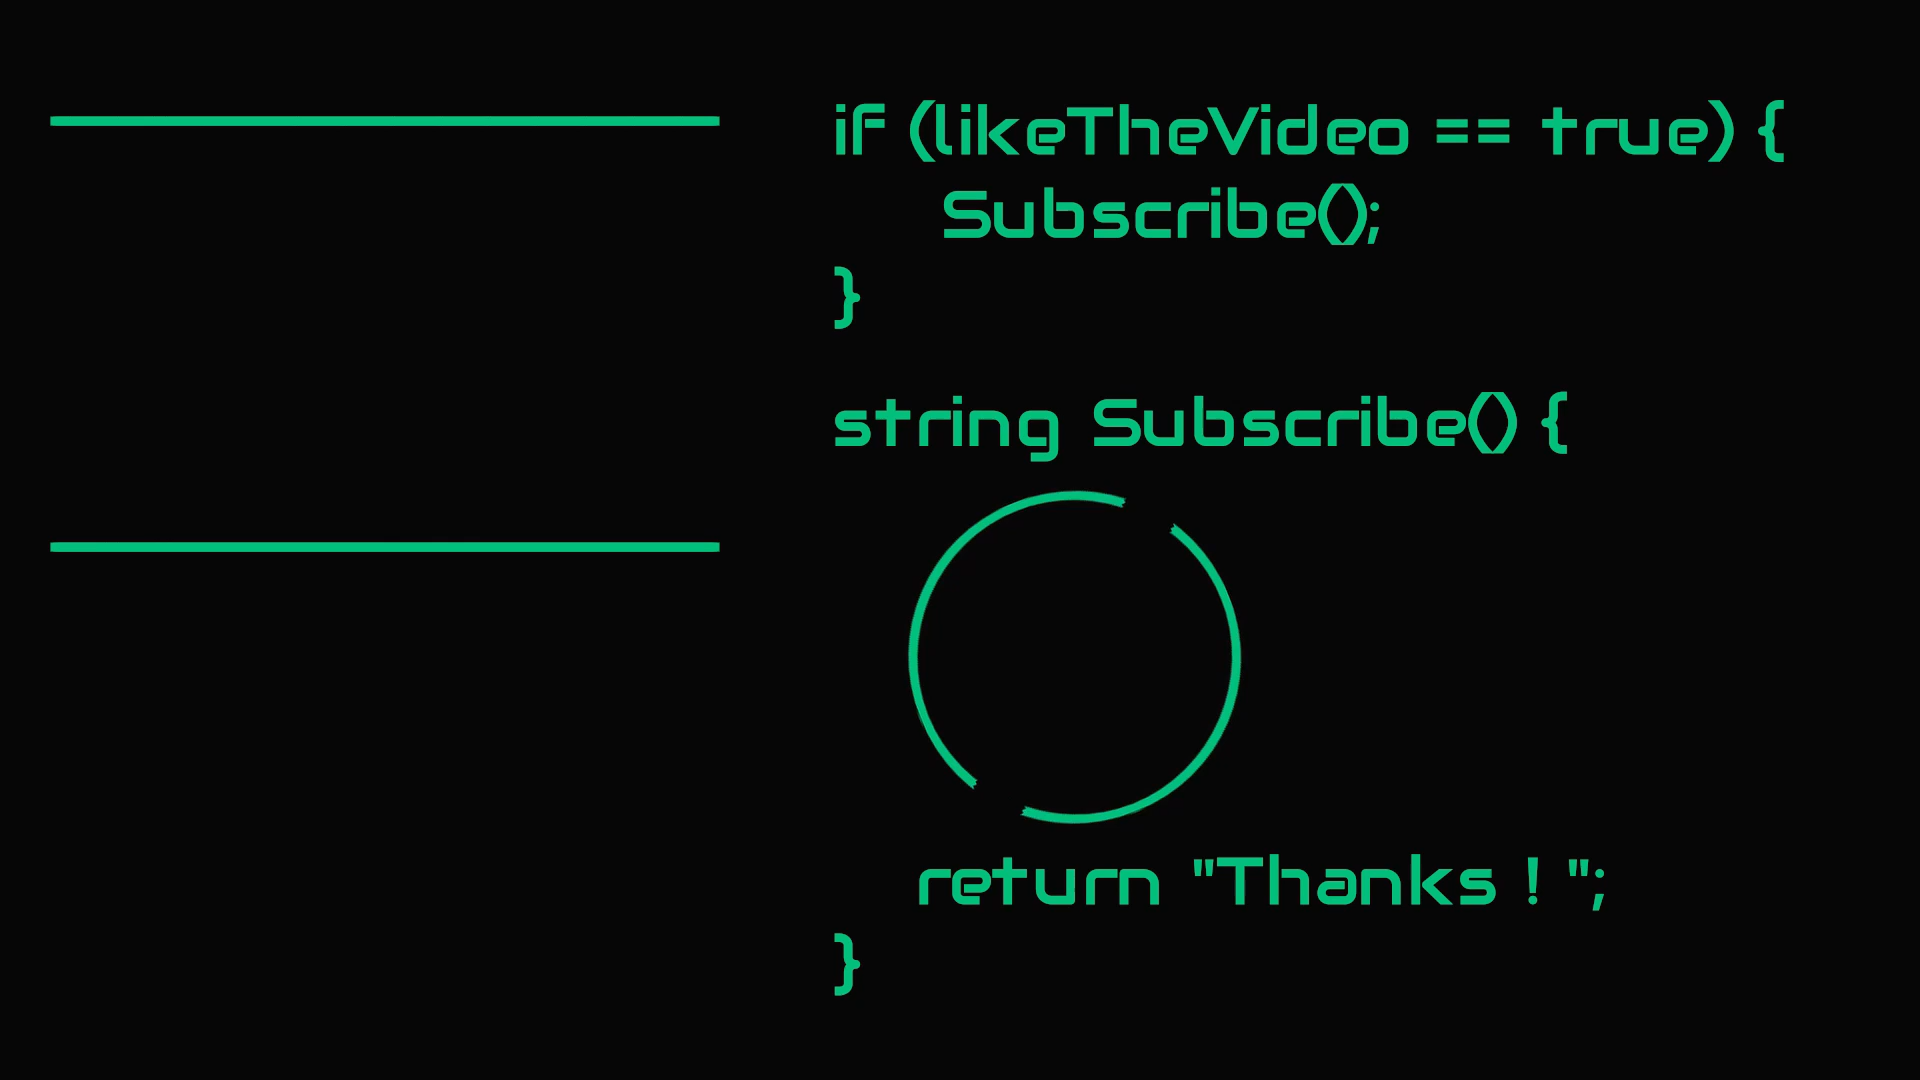 if (likeTheVideo == true) {
Subscribe();
}
string Subscribe() {
return "Thanks ! ";
}